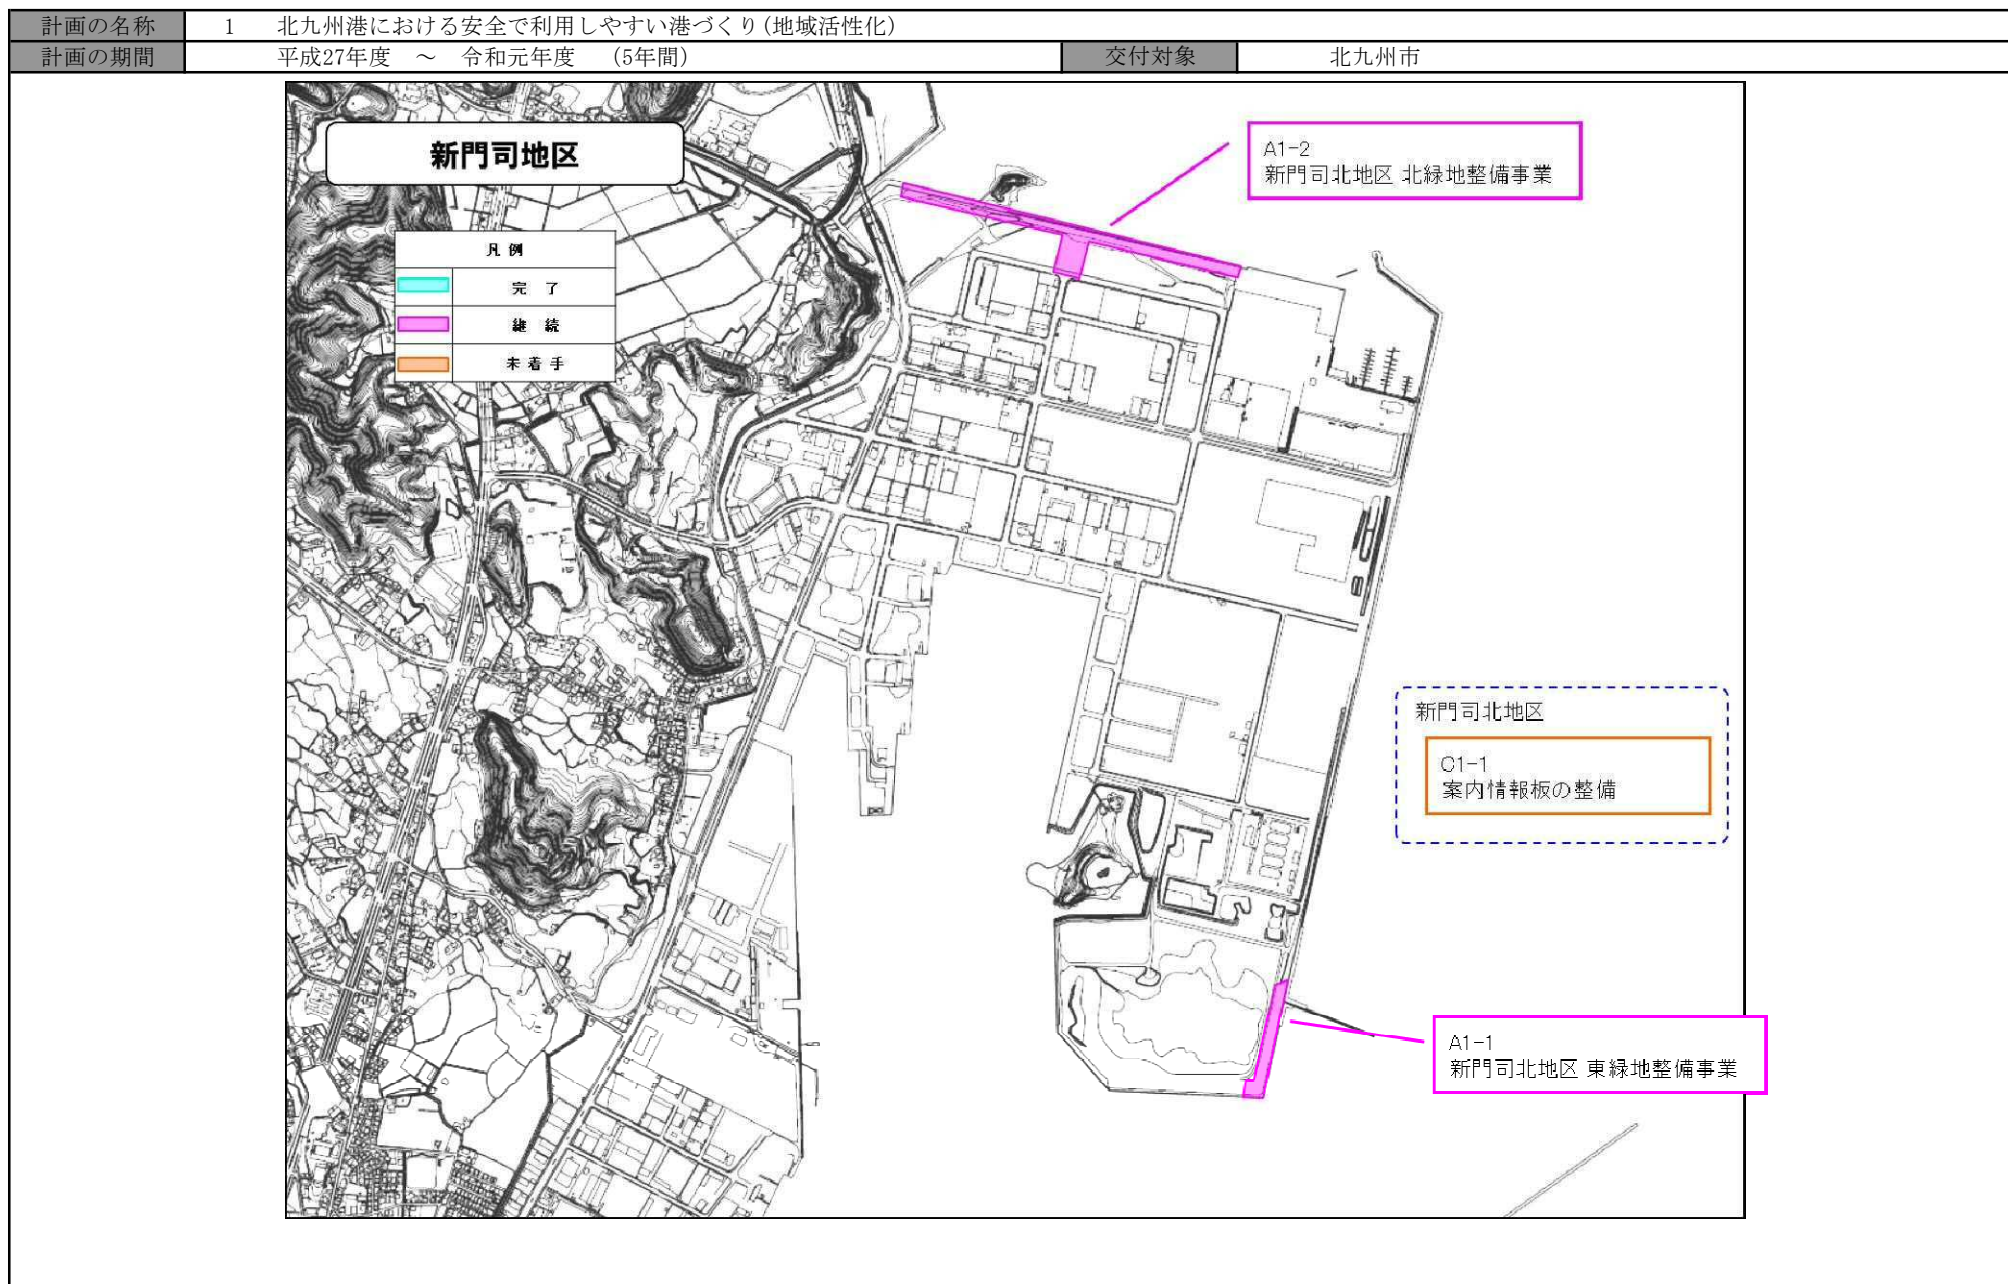 計画の名称 1 北九州港における安全で利用しやすい港づくり(地域活性化)
計画の期間 平成27年度 ～ 令和元年度 (5年間) 交付対象 北九州市
新門司地区
A1-2
新門司北地区 北緑地整備事業
凡例
完 了
継 続
未着手
新門司北地区
C1-1
案内情報板の整備
A1-1
新門司北地区 東緑地整備事業